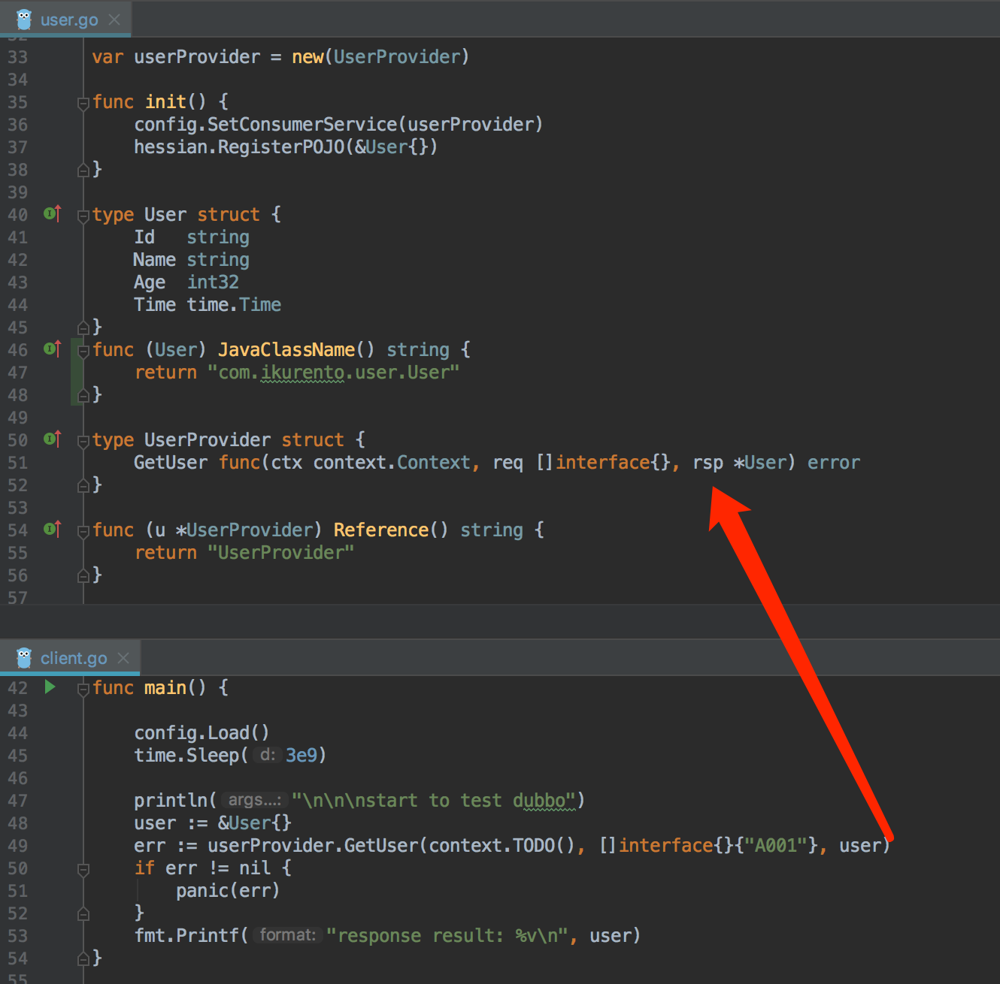 user.go
33 var userProvider = new(UserProvider)
34
35 func init() {
36 config.SetConsumerService(userProvider)
37 hessian.RegisterPOJO(&User{})
38 }
39
40 type User struct {
41 Id string
42 Name string
43 Age int32
44 Time time.Time
45 }
46 func (User) JavaClassName() string {
47 return "com.ikurento.user.User"
48 }
49
50 type UserProvider struct {
51 GetUser func(ctx context.Context, req []interface{}, rsp *User) error
52 }
53
54 func (u *UserProvider) Reference() string {
55 return "UserProvider"
56 }
57
client.go
42 func main() {
43
44 config.Load()
45 time.Sleep( d: 3e9)
46
47 println( args...: "\n\n\nstart to test dubbo")
48 user := &User{}
49 err := userProvider.GetUser(context.TODO(), []interface{}{"A001"}, user)
50 if err != nil {
51 panic(err)
52 }
53 fmt.Printf( format: "response result: %v\n", user)
54 }
55